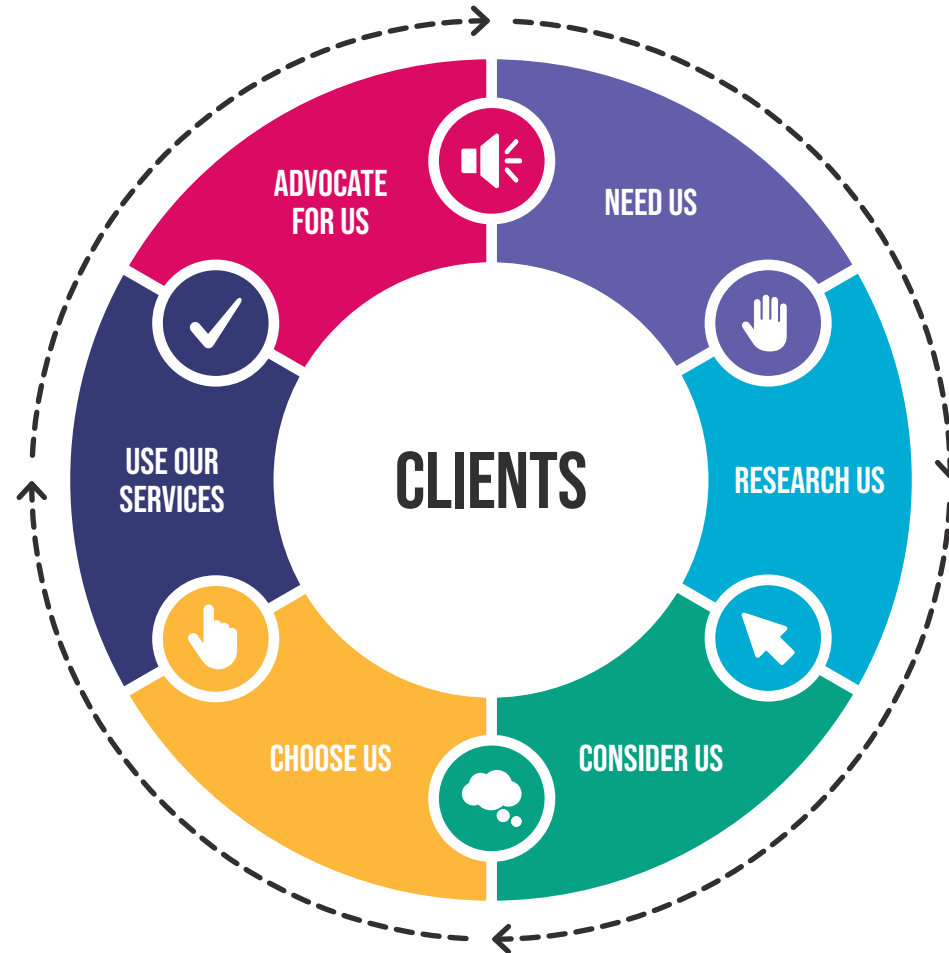 ADVOCATE
FOR US
NEED US
USE OUR
SERVICES
CLIENTS
RESEARCH US
CHOOSE US
CONSIDER US